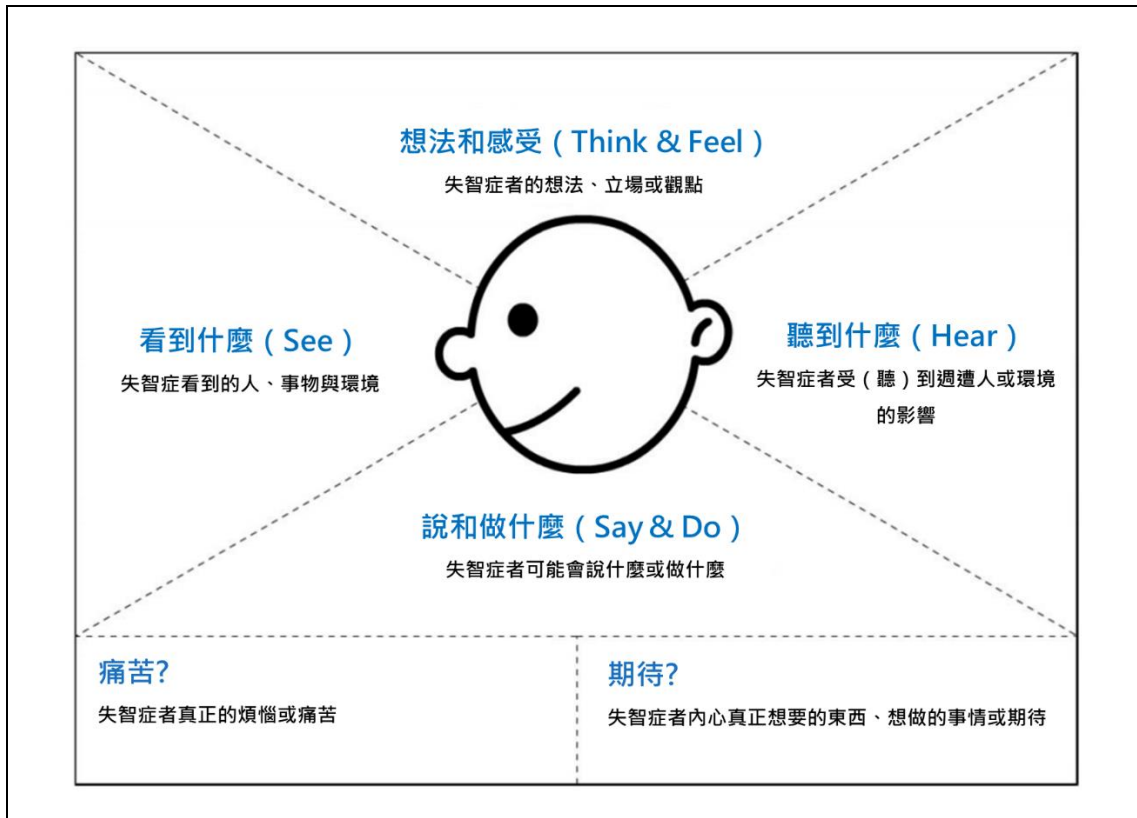 想法和感受（Think & Feel）
失智症者的想法、立場或觀點
看到什麼（See）
失智症看到的人、事物與環境
聽到什麼（Hear）
失智症者受（聽）到週遭人或環境
的影響
說和做什麼（Say & Do）
失智症者可能會說什麼或做什麼
痛苦?
失智症者真正的煩惱或痛苦
期待?
失智症者內心真正想要的東西、想做的事情或期待